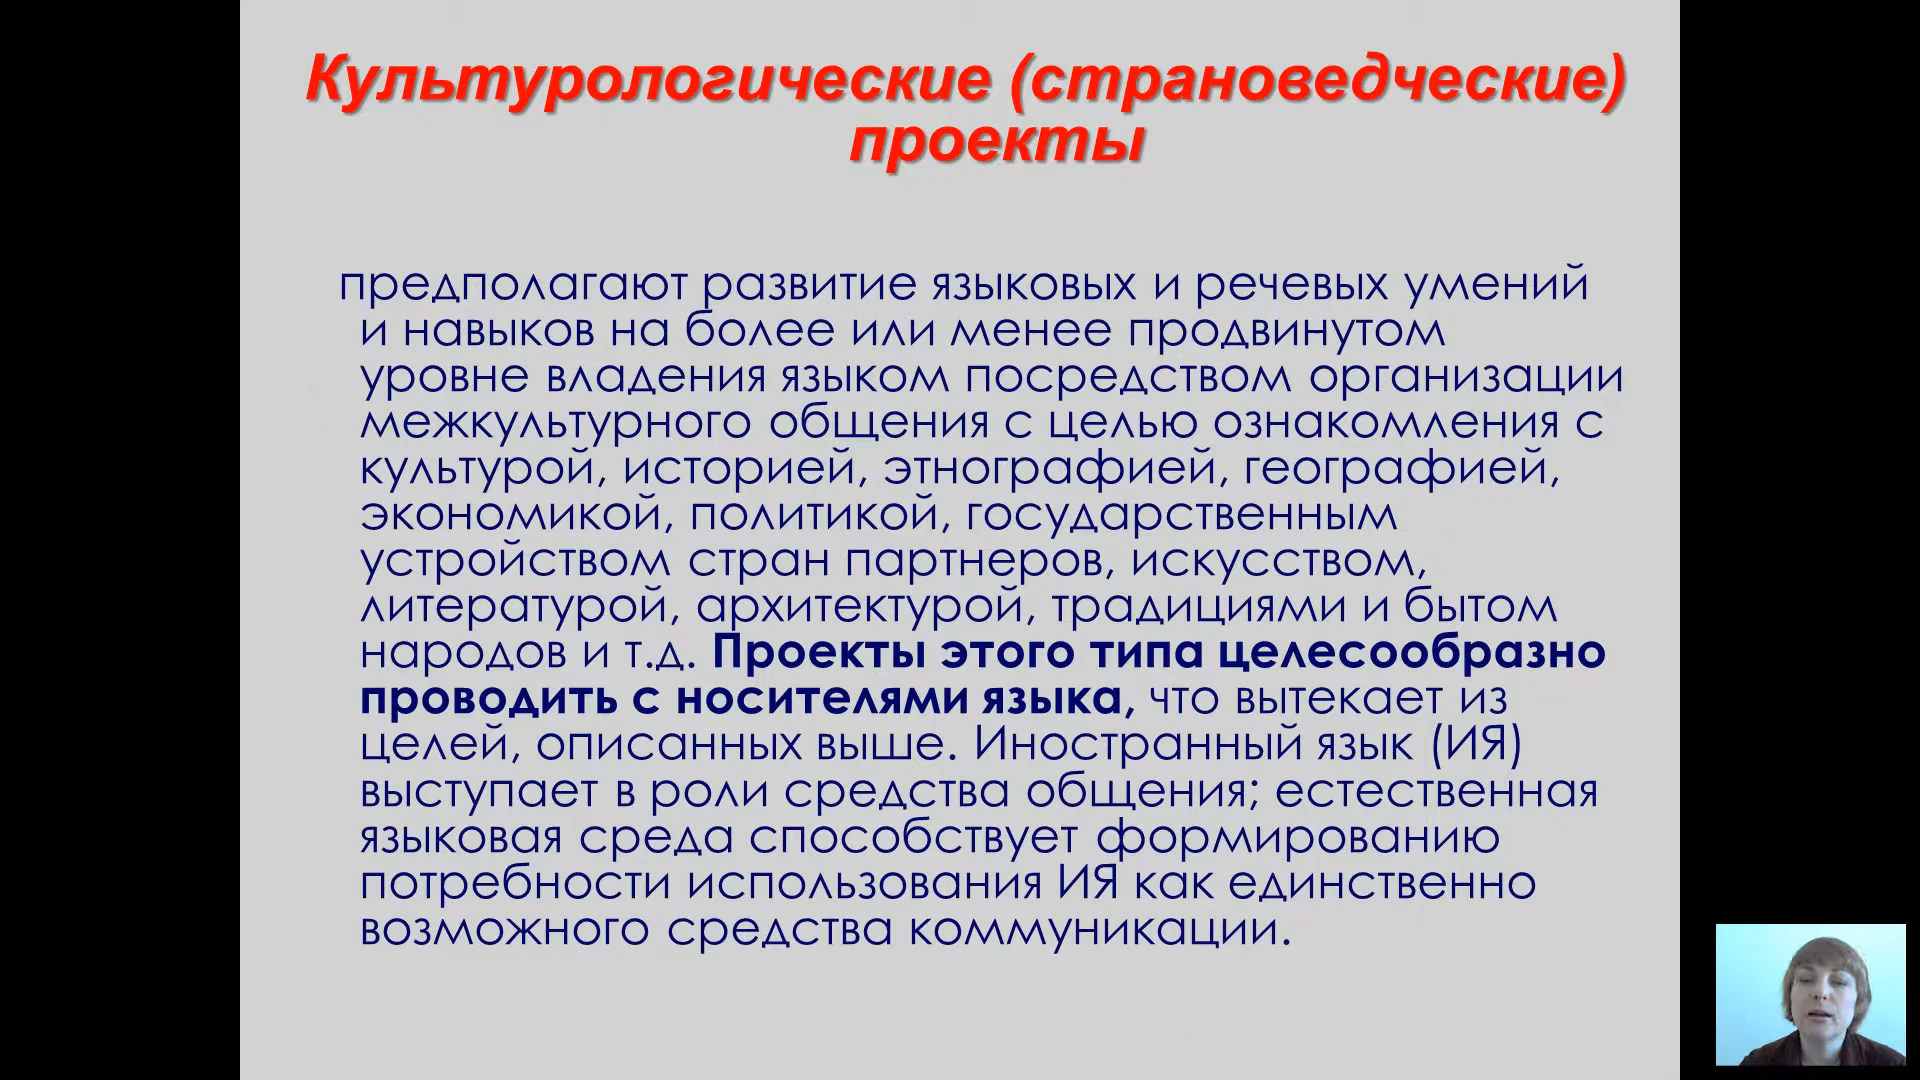 Культурологические (страноведческие)
проекты
предполагают развитие языковых и речевых умений
и навыков на более или менее продвинутом
уровне владения языком посредством организации
межкультурного общения с целью ознакомления с
культурой, историей, этнографией, географией,
экономикой, политикой, государственным
устройством стран партнеров, искусством,
литературой, архитектурой, традициями и бытом
народов и т.д. Проекты этого типа целесообразно
проводить с носителями языка, что вытекает из
целей, описанных выше. Иностранный язык (ИЯ)
выступает в роли средства общения; естественная
языковая среда способствует формированию
потребности использования ИЯ как единственно
возможного средства коммуникации.